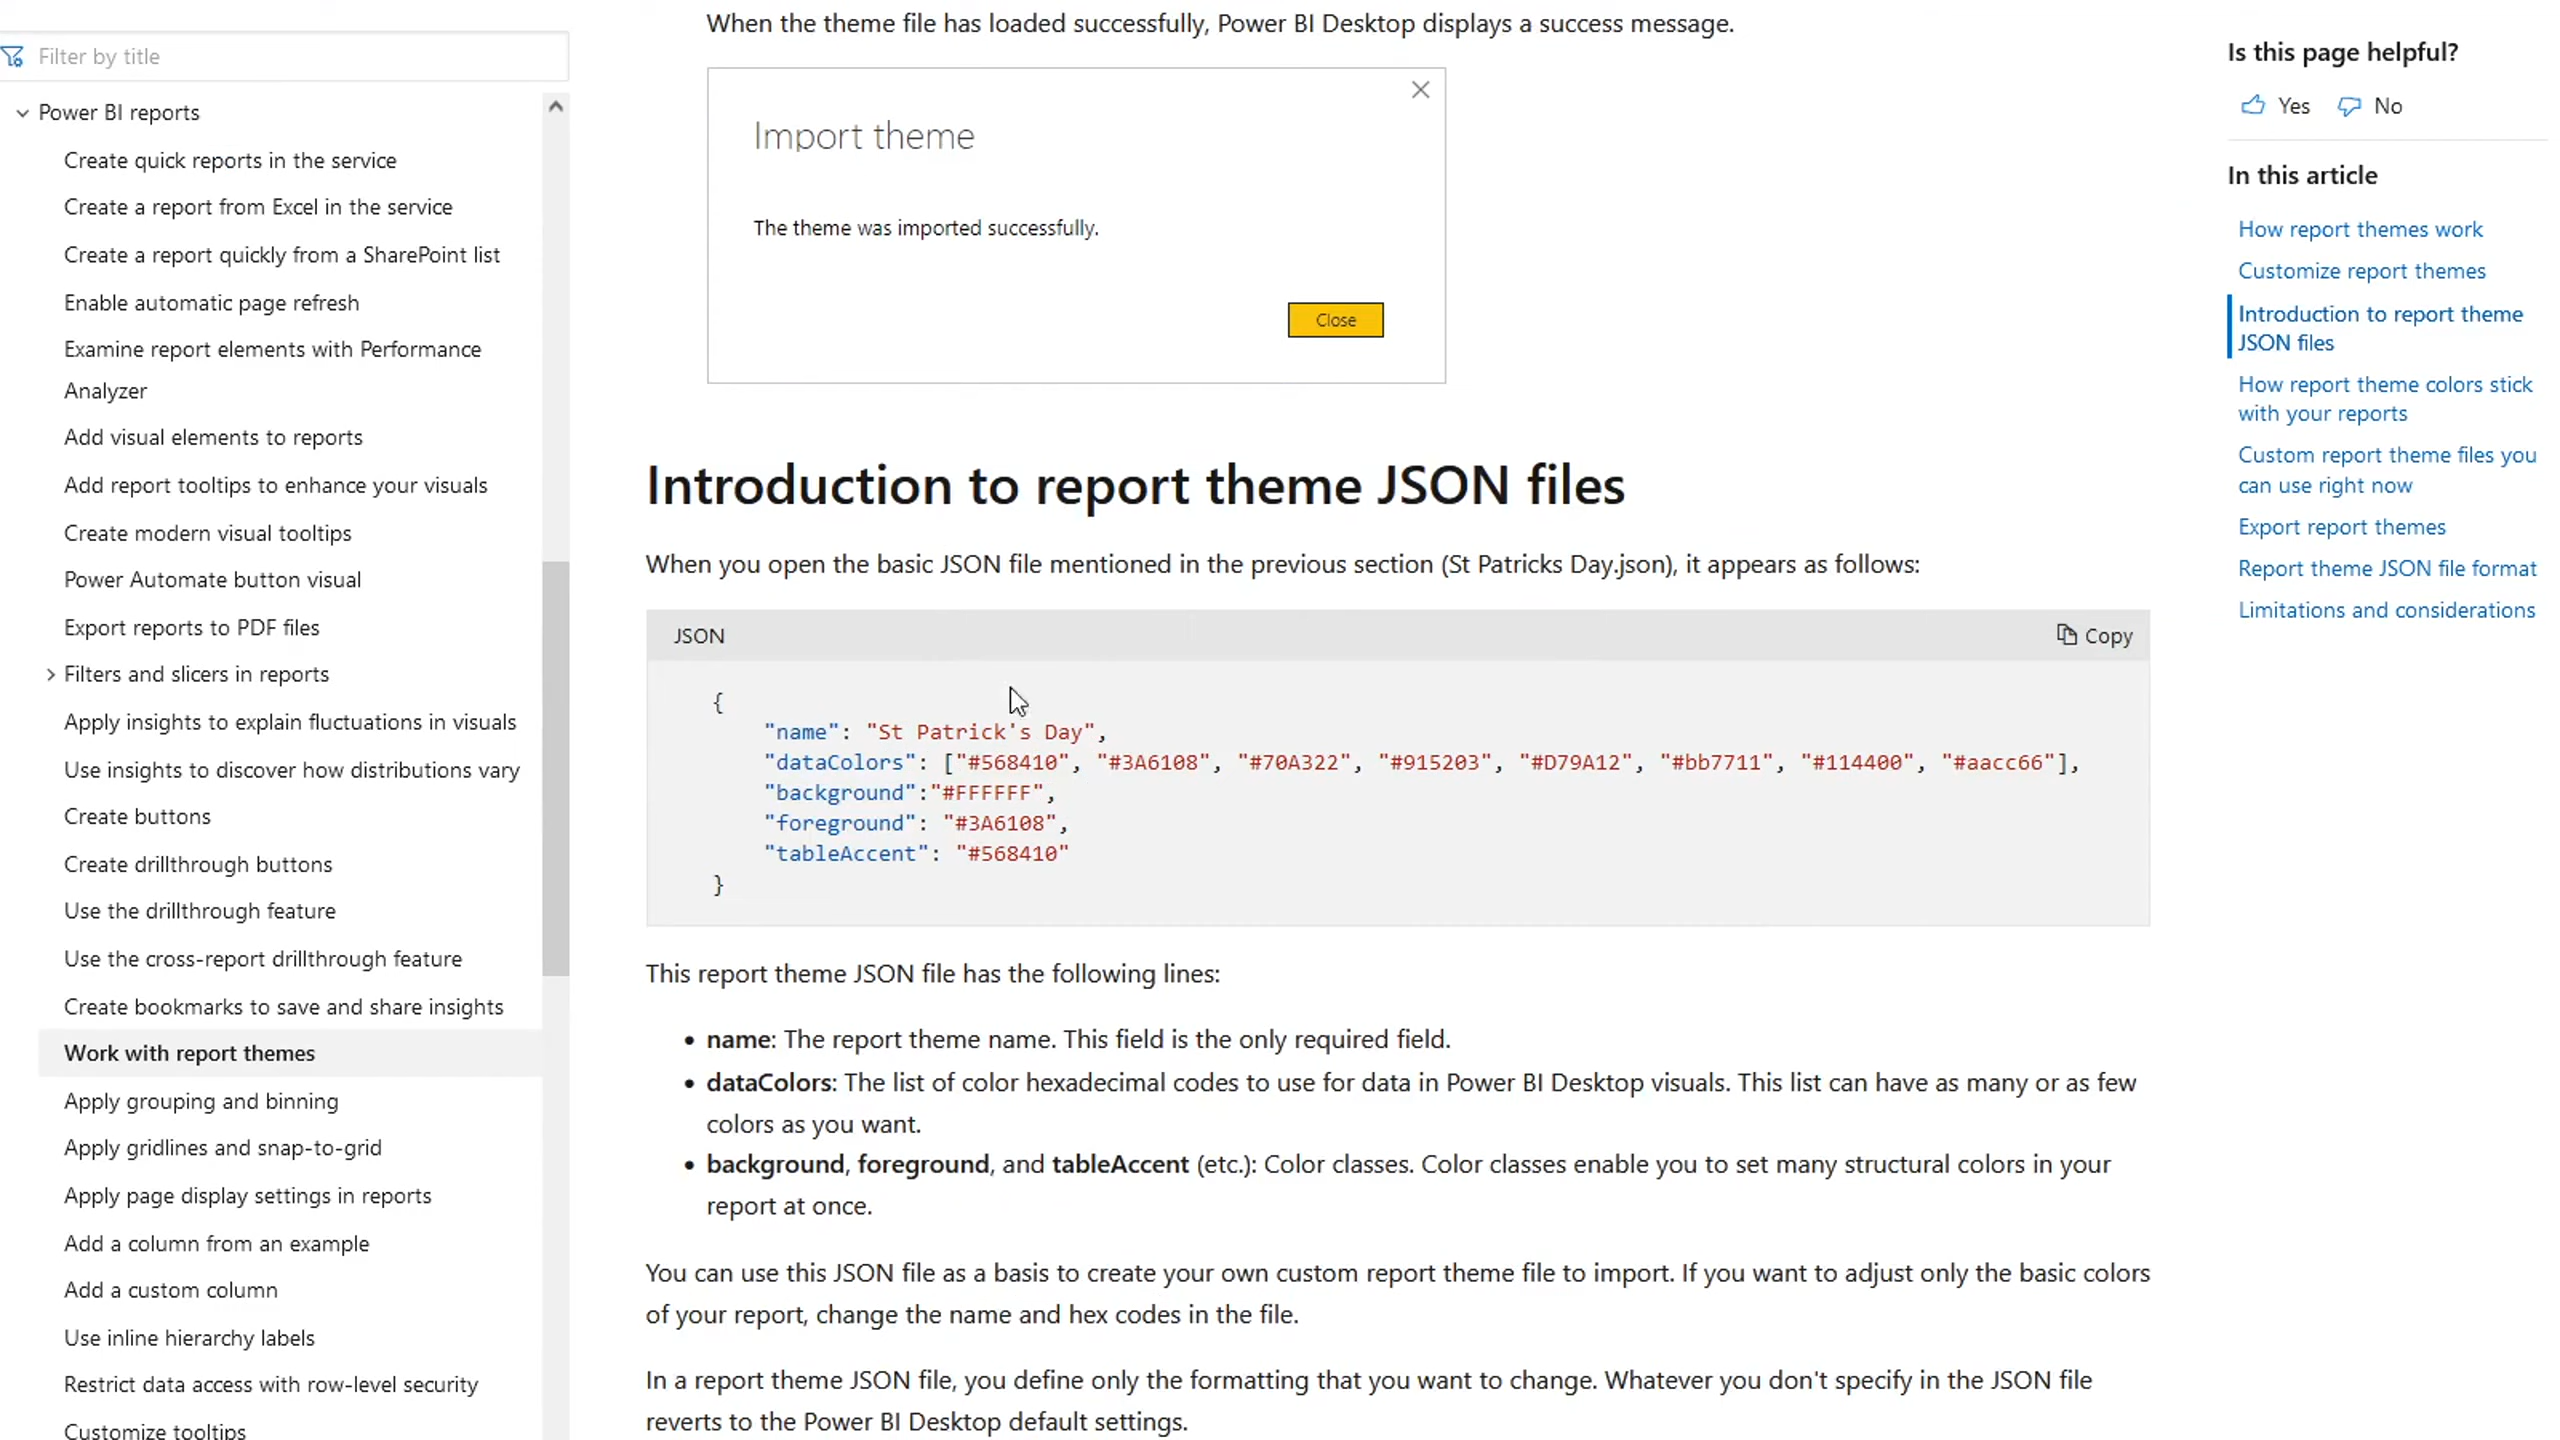 Filter by title
Power BI reports
Create quick reports in the service
Create a report from Excel in the service
Create a report quickly from a SharePoint list
Enable automatic page refresh
Examine report elements with Performance
Analyzer
Add visual elements to reports
Add report tooltips to enhance your visuals
Create modern visual tooltips
Power Automate button visual
Export reports to PDF files
Filters and slicers in reports
Apply insights to explain fluctuations in visuals
Use insights to discover how distributions vary
Create buttons
Create drillthrough buttons
Use the drillthrough feature
Use the cross-report drillthrough feature
Create bookmarks to save and share insights
Work with report themes
Apply grouping and binning
Apply gridlines and snap-to-grid
Apply page display settings in reports
Add a column from an example
Add a custom column
Use inline hierarchy labels
Restrict data access with row-level security
Customize tooltips
When the theme file has loaded successfully, Power BI Desktop displays a success message.
Import theme
The theme was imported successfully.
Close
Introduction to report theme JSON files
When you open the basic JSON file mentioned in the previous section (St Patricks Day.json), it appears as follows:
JSON
Copy
{
"name": "St Patrick's Day",
"dataColors": ["#568410", "#3A6108", "#70A322", "#915203", "#D79A12", "#bb7711", "#114400", "#aacc66"],
"background":"#FFFFFF",
"foreground": "#3A6108",
"tableAccent": "#568410"
}
This report theme JSON file has the following lines:
• name: The report theme name. This field is the only required field.
• dataColors: The list of color hexadecimal codes to use for data in Power BI Desktop visuals. This list can have as many or as few
colors as you want.
• background, foreground, and tableAccent (etc.): Color classes. Color classes enable you to set many structural colors in your
report at once.
You can use this JSON file as a basis to create your own custom report theme file to import. If you want to adjust only the basic colors
of your report, change the name and hex codes in the file.
In a report theme JSON file, you define only the formatting that you want to change. Whatever you don't specify in the JSON file
reverts to the Power BI Desktop default settings.
Is this page helpful?
Yes No
In this article
How report themes work
Customize report themes
Introduction to report theme
JSON files
How report theme colors stick
with your reports
Custom report theme files you
can use right now
Export report themes
Report theme JSON file format
Limitations and considerations